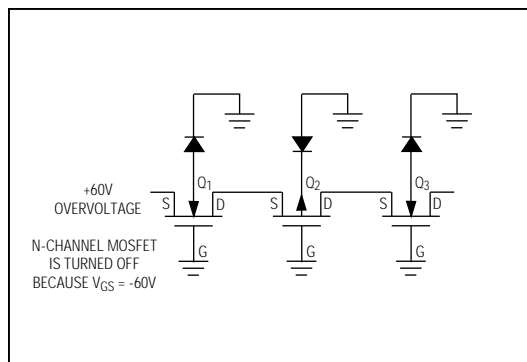 Q1 Q2 Q3
+60V
OVERVOLTAGE
S D S D S D
N-CHANNEL MOSFET
IS TURNED OFF
BECAUSE VGS = -60V
G G G